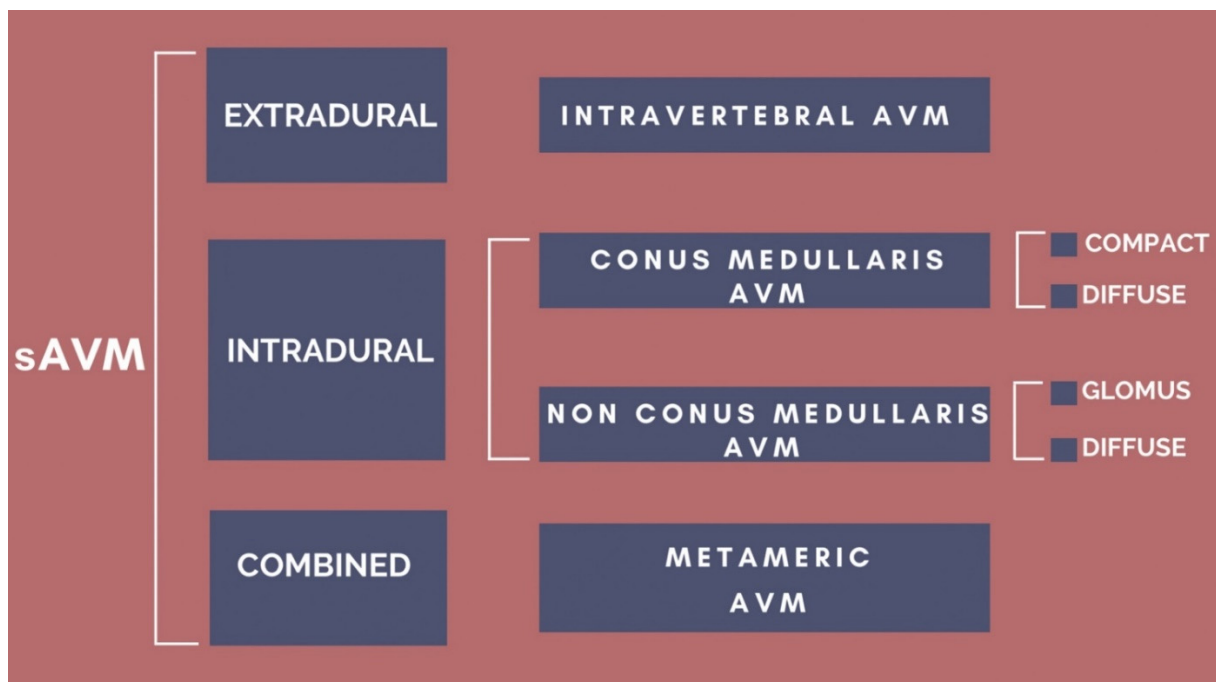 sAVM
EXTRADURAL
INTRAVERTEBRAL AVM
INTRADURAL
CONUS MEDULLARIS
AVM
COMPACT
DIFFUSE
NON CONUS MEDULLARIS
AVM
GLOMUS
DIFFUSE
COMBINED
METAMERIC
AVM